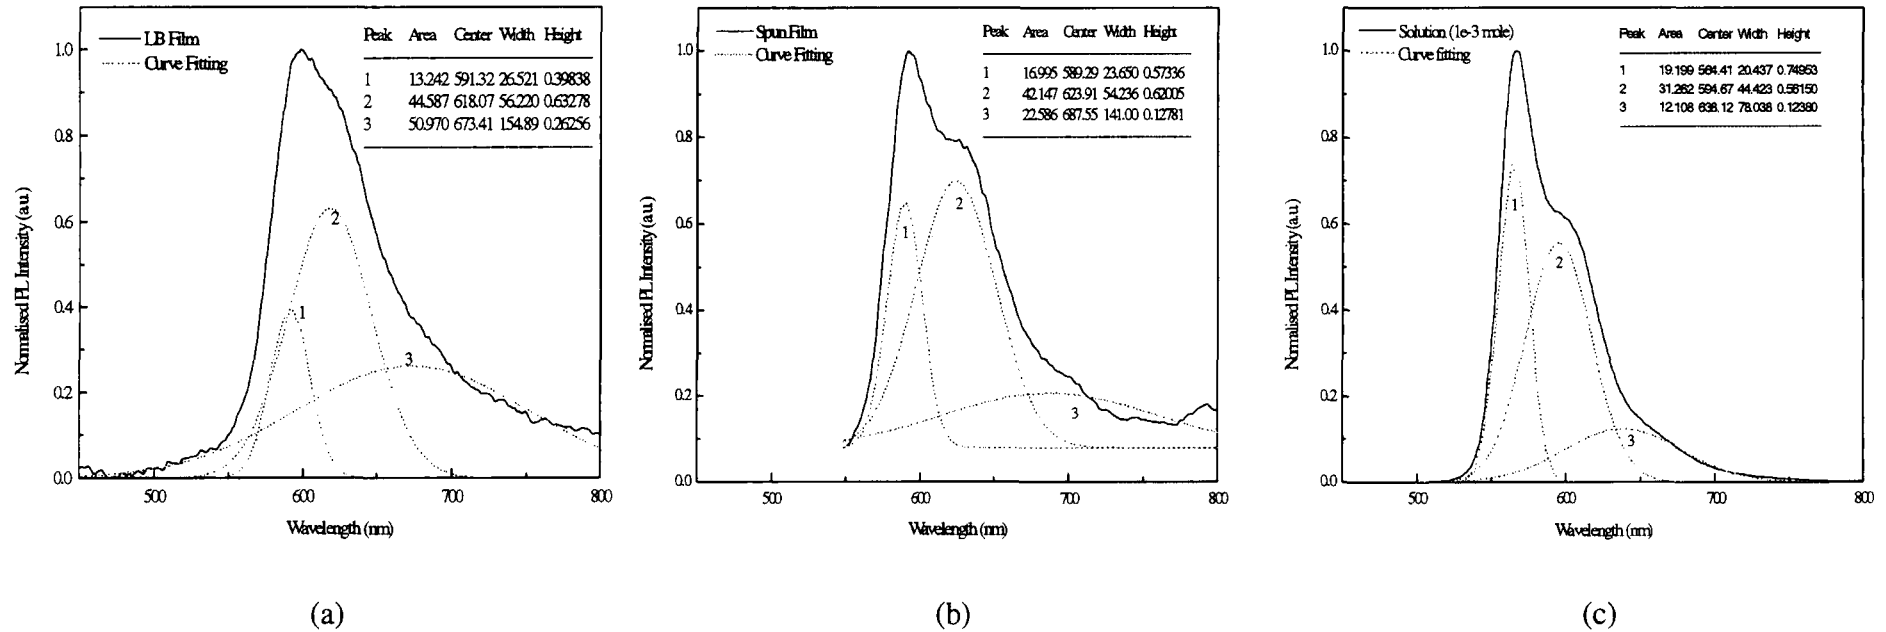 LB Film
Curve Fitting
Peak Area Center Width Height
1 13.242 591.32 26.521 0.39838
2 44.587 618.07 56.220 0.63278
3 50.970 673.41 154.89 0.26256
1.0
0.8
0.6
0.4
0.2
0.0
Normalised PL Intensity (a.u.)
1
2
3
500 600 700 800
Wavelength (nm)
(a)
Spun Film
Curve Fitting
Peak Area Center Width Height
1 16.995 589.29 23.650 0.57336
2 42.147 623.91 54.236 0.62005
3 22.586 687.55 141.00 0.12781
1.0
0.8
0.6
0.4
0.2
0.0
Normalised PL Intensity (a.u.)
1
2
3
500 600 700 800
Wavelength (nm)
(b)
Solution (1e-3 mole)
Curve fitting
Peak Area Center Width Height
1 19.199 564.41 20.437 0.74953
2 31.262 594.67 44.423 0.56150
3 12.108 638.12 78.038 0.12380
1.0
0.8
0.6
0.4
0.2
0.0
Normalised PL Intensity (a.u.)
1
2
3
500 600 700 800
Wavelength (nm)
(c)